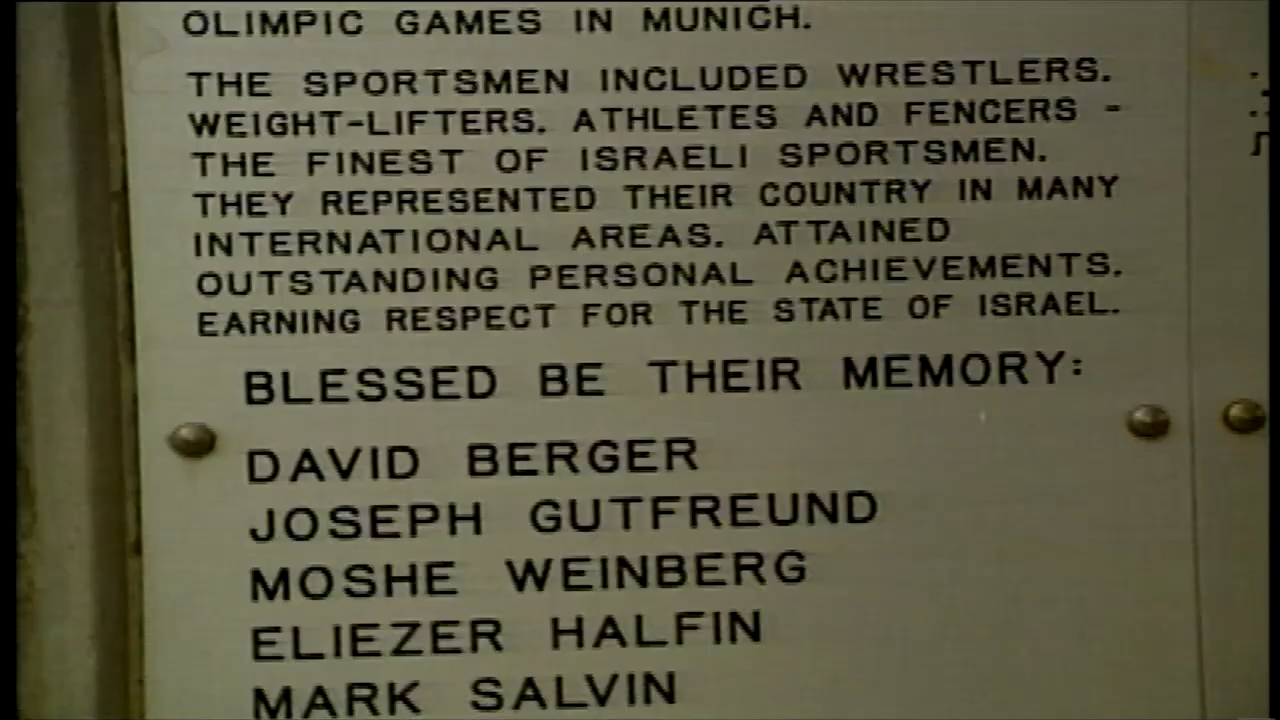 OLIMPIC GAMES IN MUNICH.
THE SPORTSMEN INCLUDED WRESTLERS.
WEIGHT-LIFTERS. ATHLETES AND FENCERS -
THE FINEST OF ISRAELI SPORTSMEN.
THEY REPRESENTED THEIR COUNTRY IN MANY
INTERNATIONAL AREAS. ATTAINED
OUTSTANDING PERSONAL ACHIEVEMENTS.
EARNING RESPECT FOR THE STATE OF ISRAEL.
BLESSED BE THEIR MEMORY:
DAVID BERGER
JOSEPH GUTFREUND
MOSHE WEINBERG
ELIEZER HALFIN
MARK SALVIN